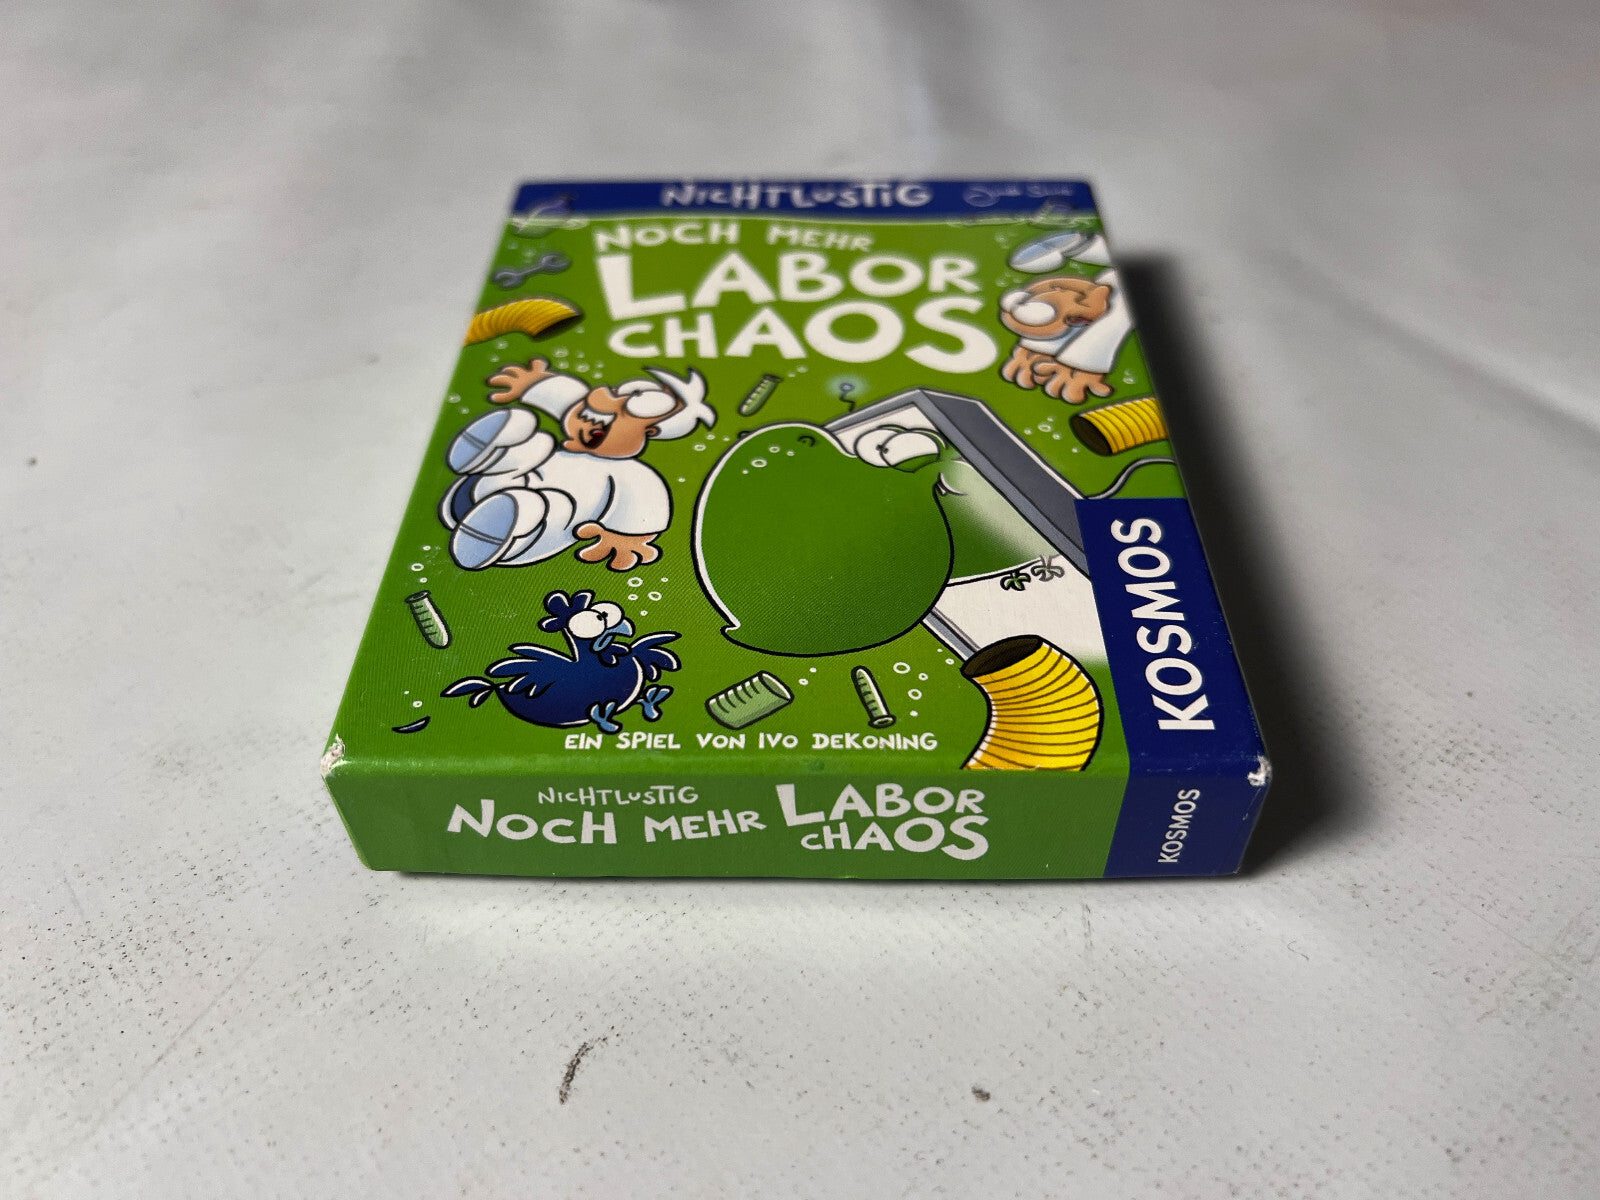 NICHTLUSTIG
NOCH MEHR
LABOR
CHAOS
KOSMOS
EIN SPIEL VON IVO DEKONING
NICHTLUSTIG
NOCH MEHR LABOR
CHAOS
KOSMOS